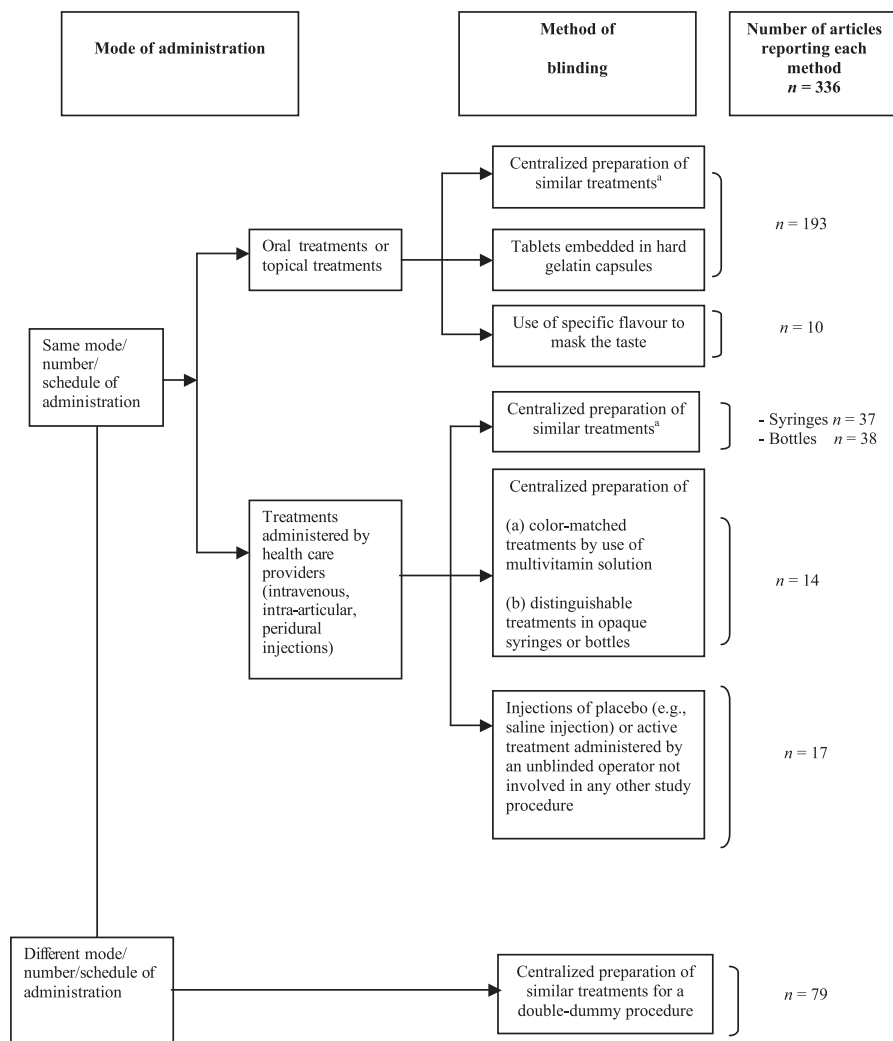 Mode of administration
Method of
blinding
Number of articles
reporting each
method
n = 336
Centralized preparation of
similar treatmentsa
Oral treatments or
topical treatments
Tablets embedded in hard
gelatin capsules
n = 193
Use of specific flavour to
mask the taste
n = 10
Same mode/
number/
schedule of
administration
Centralized preparation of
similar treatmentsa
- Syringes n = 37
- Bottles n = 38
Treatments
administered by
health care
providers
(intravenous,
intra-articular,
peridural
injections)
Centralized preparation of
(a) color-matched
treatments by use of
multivitamin solution
(b) distinguishable
treatments in opaque
syringes or bottles
n = 14
Injections of placebo (e.g.,
saline injection) or active
treatment administered by
an unblinded operator not
involved in any other study
procedure
n = 17
Different mode/
number/schedule of
administration
Centralized preparation of
similar treatments for a
double-dummy procedure
n = 79